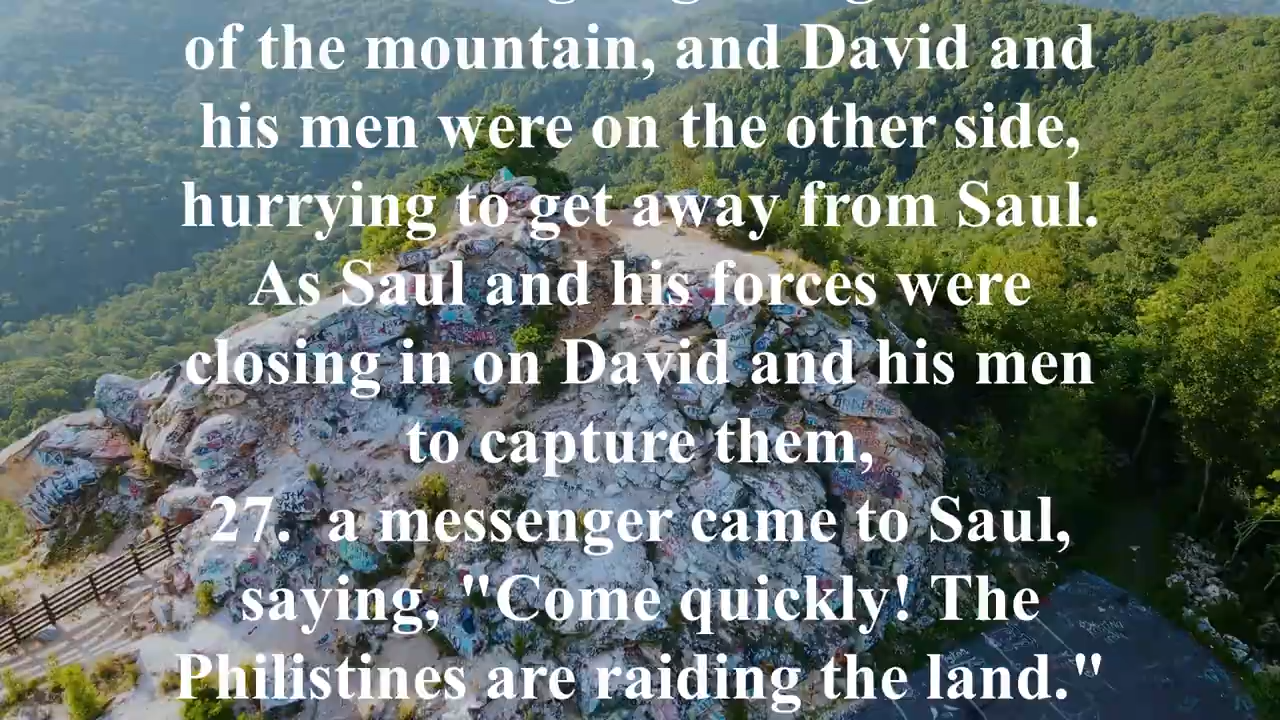 of the mountain, and David and
his men were on the other side,
hurrying to get away from Saul.
As Saul and his forces were
closing in on David and his men
to capture them,
27.  a messenger came to Saul,
saying, "Come quickly! The
Philistines are raiding the land."
J+K